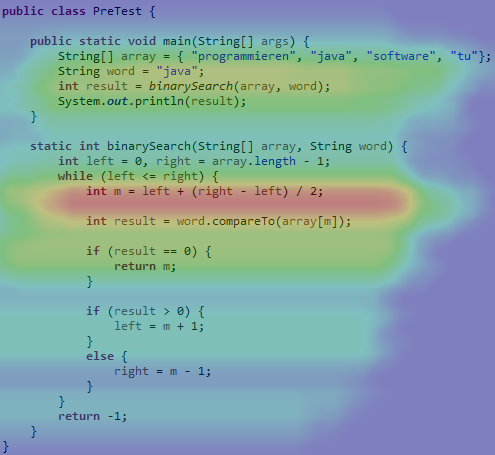 public class PreTest {
public static void main(String[] args) {
String[] array = { "programmieren", "java", "software", "tu"};
String word = "java";
int result = binarySearch(array, word);
System.out.println(result);
}
static int binarySearch(String[] array, String word) {
int left = 0, right = array.length - 1;
while (left <= right) {
int m = left + (right - left) / 2;
int result = word.compareTo(array[m]);
if (result == 0) {
return m;
}
if (result > 0) {
left = m + 1;
}
else {
right = m - 1;
}
}
return -1;
}
}